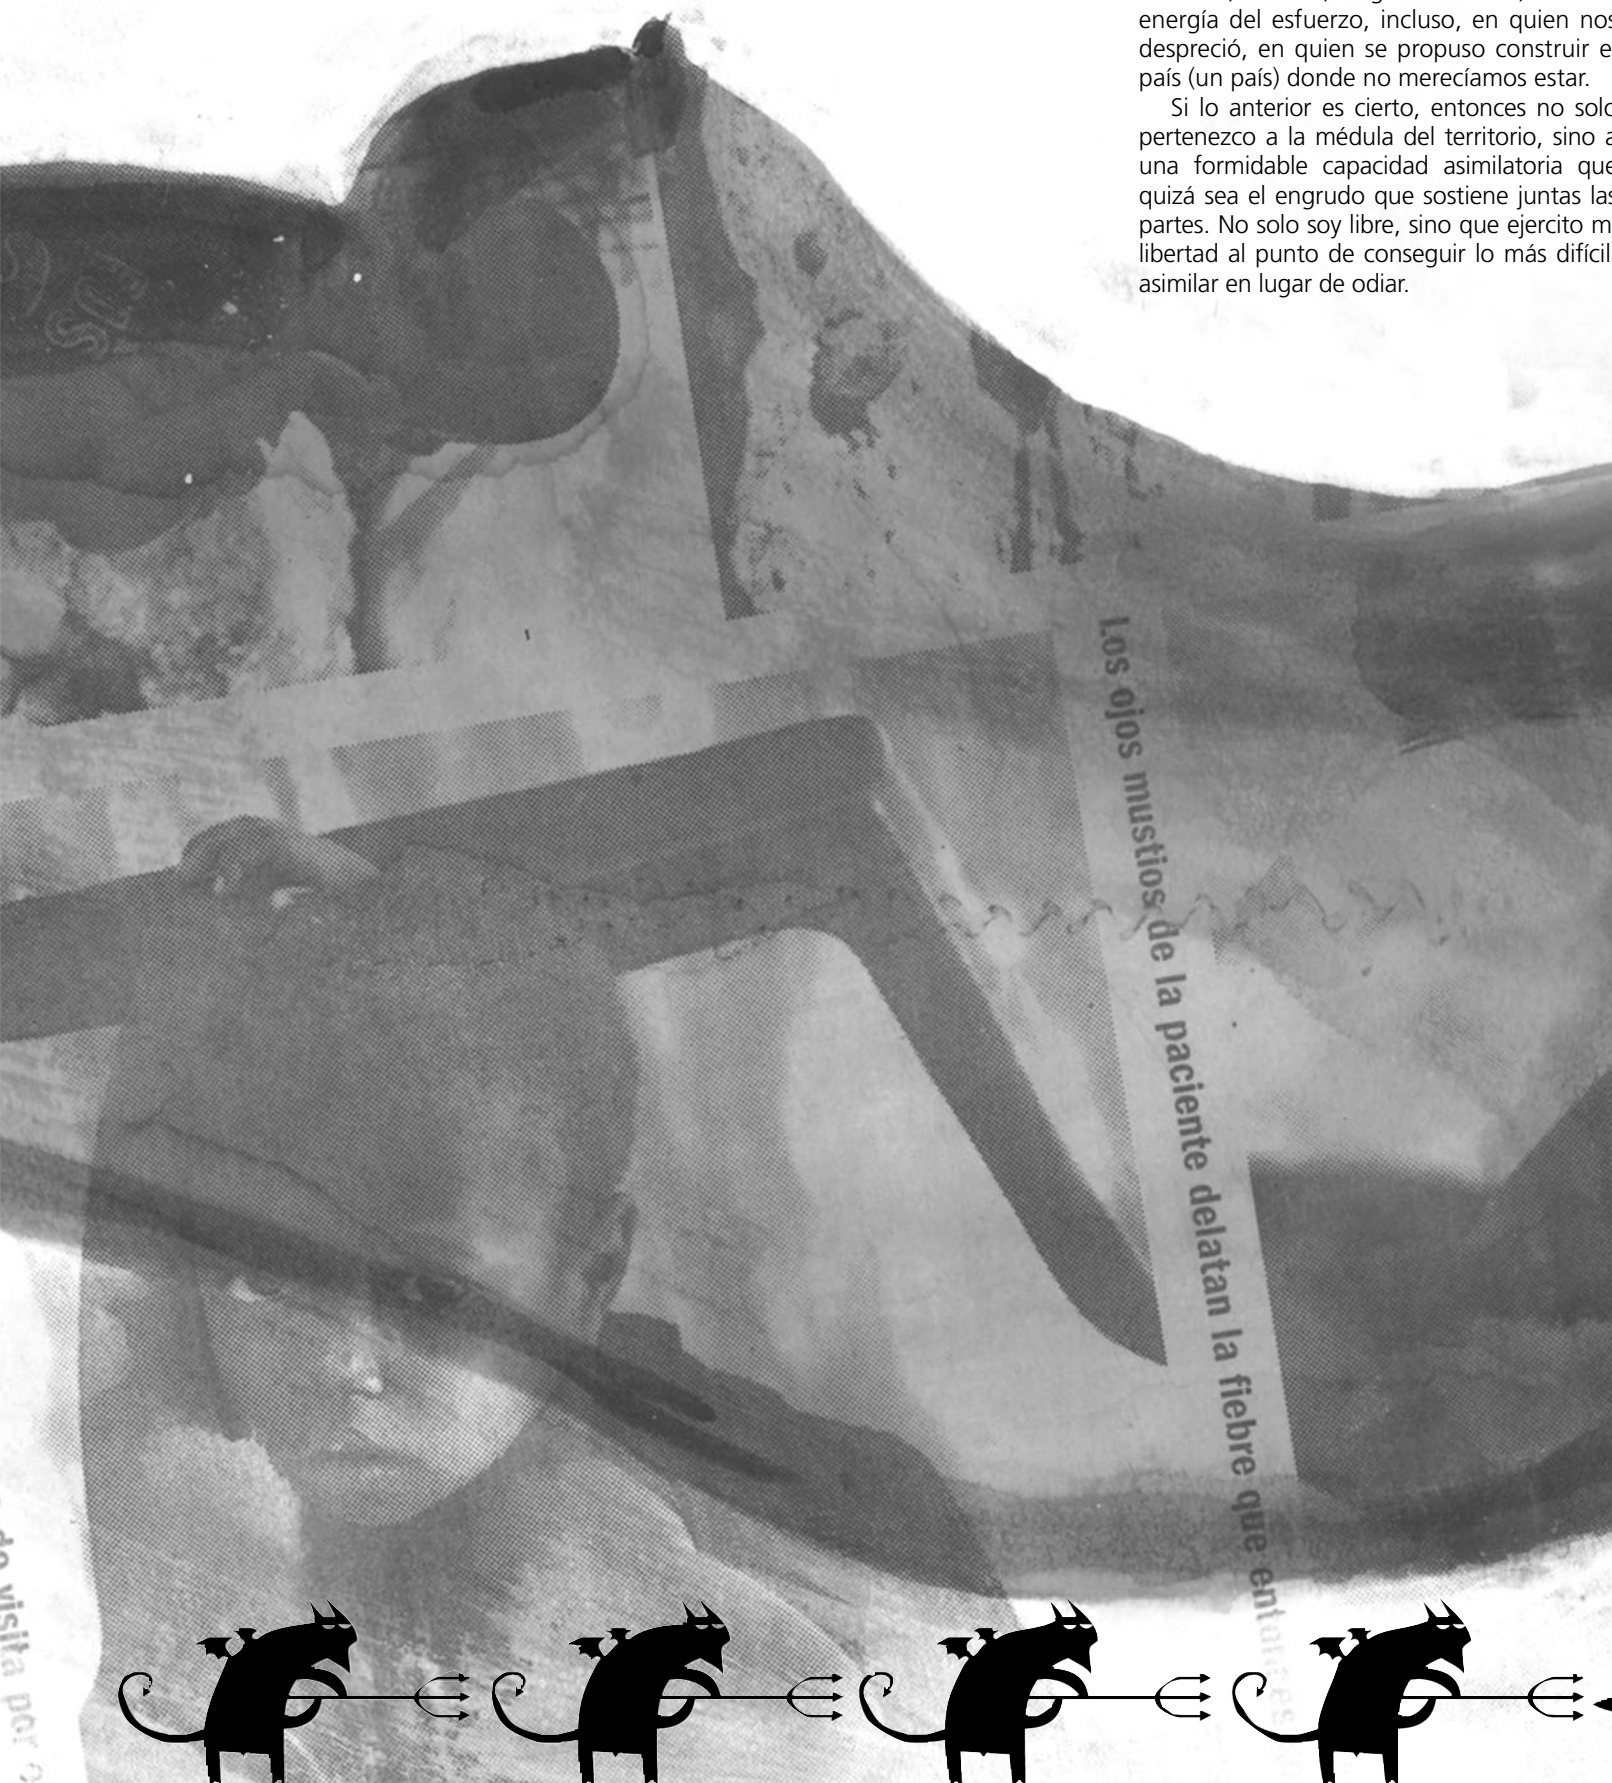 energía del esfuerzo, incluso, en quien nos
despreció, en quien se propuso construir e
país (un país) donde no merecíamos estar.
Si lo anterior es cierto, entonces no solo
pertenezco a la médula del territorio, sino a
una formidable capacidad asimilatoria que
quizá sea el engrudo que sostiene juntas las
partes. No solo soy libre, sino que ejercito m
libertad al punto de conseguir lo más difícil
asimilar en lugar de odiar.
Los ojos mustios de la paciente delatan la fiebre que entonces
de visita por